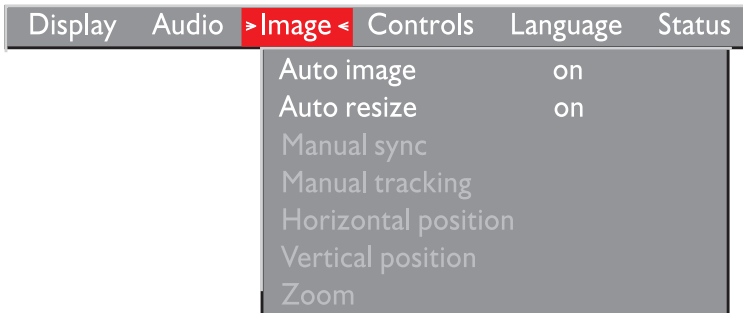 Display Audio >Image< Controls Language Status
Auto image on
Auto resize on
Manual sync
Manual tracking
Horizontal position
Vertical position
Zoom